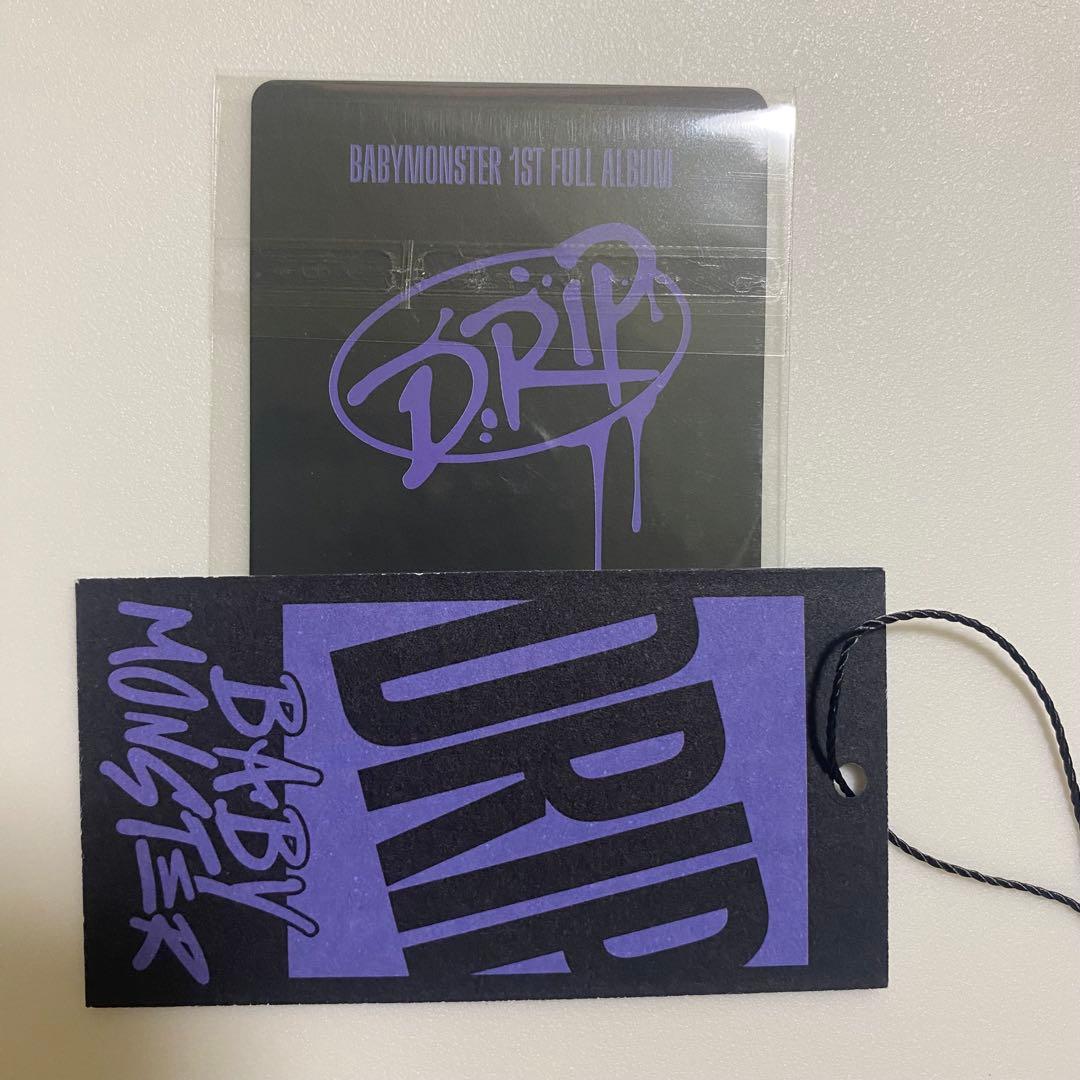 BABYMONSTER 1ST FULL ALBUM
DRIP
BABY
MONSTER
DRIP